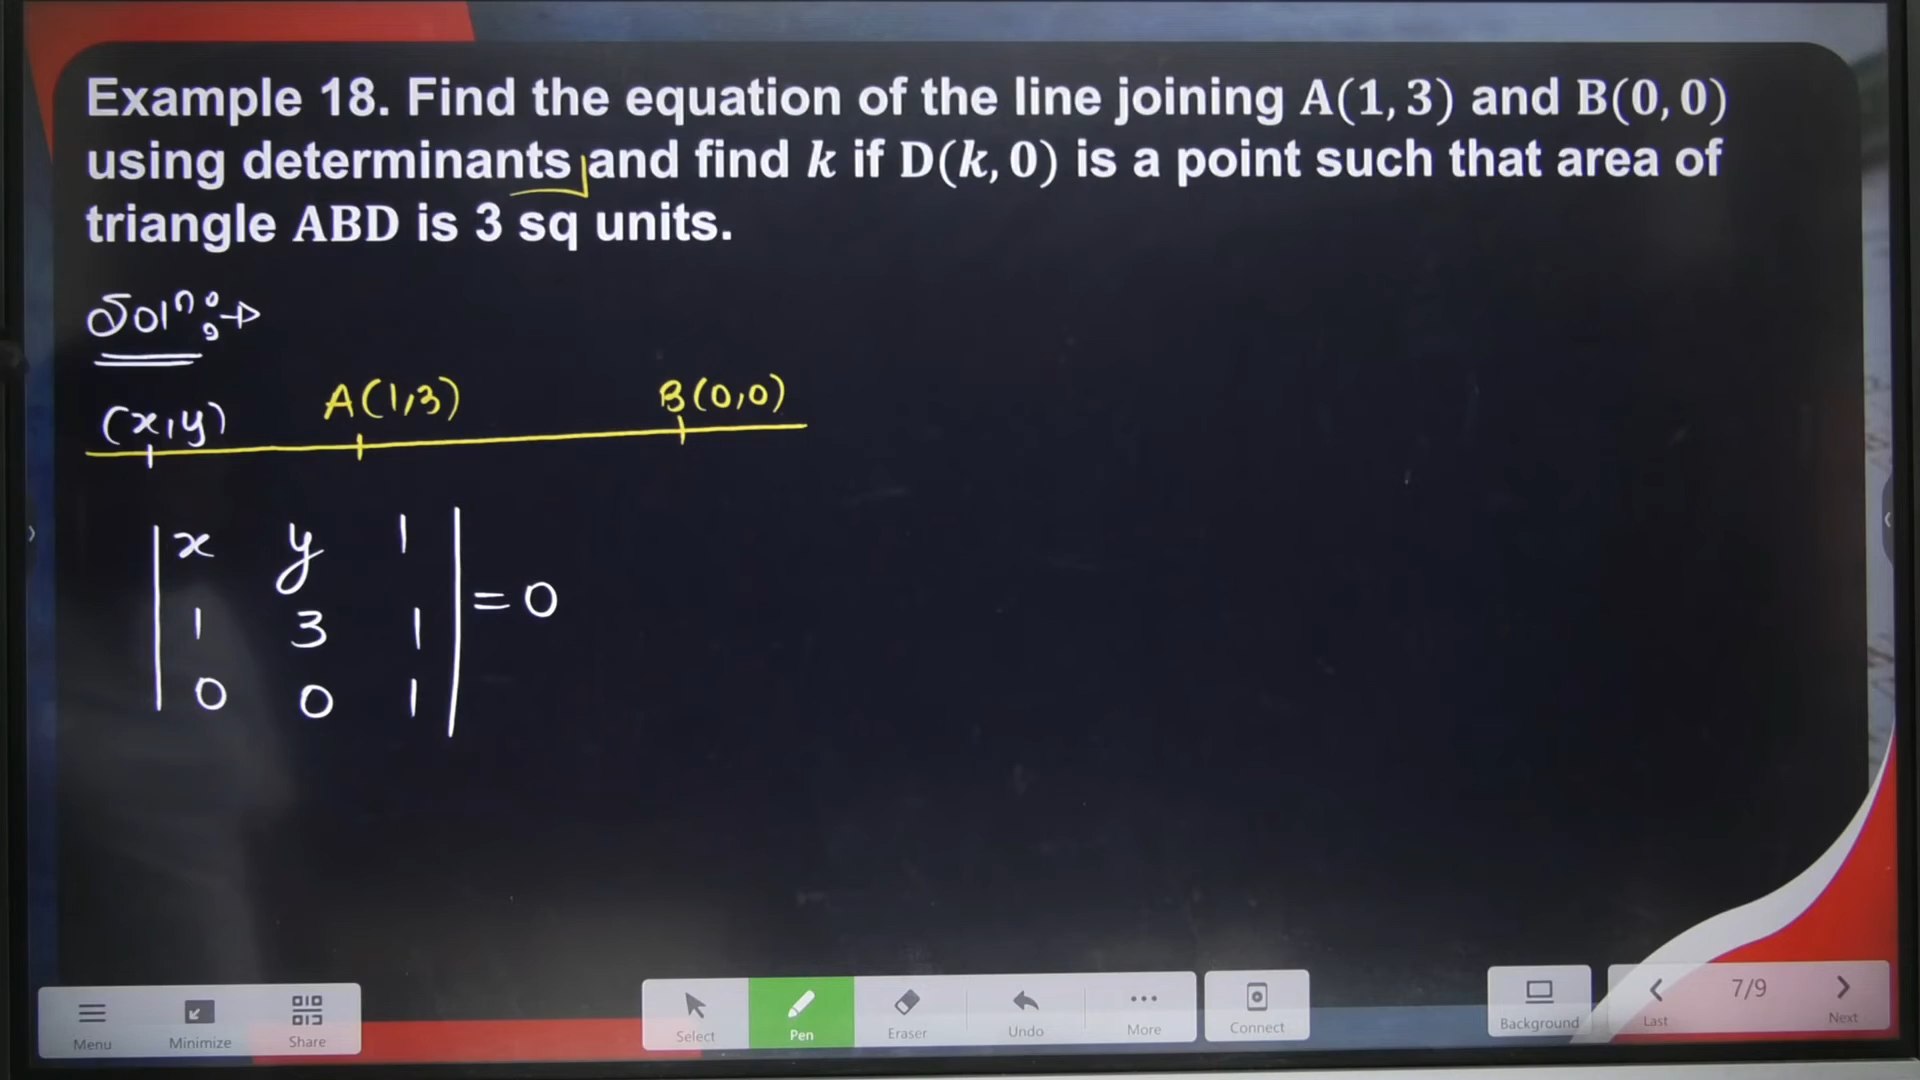 Example 18. Find the equation of the line joining A(1, 3) and B(0, 0)
using determinants and find k if D(k, 0) is a point such that area of
triangle ABD is 3 sq units.
Solⁿ:→
(x,y) A(1,3) B(0,0)
| x y 1 |
| 1 3 1 | = 0
| 0 0 1 |
Menu Minimize Share Select Pen Eraser Undo More Connect Background Last 7/9 Next